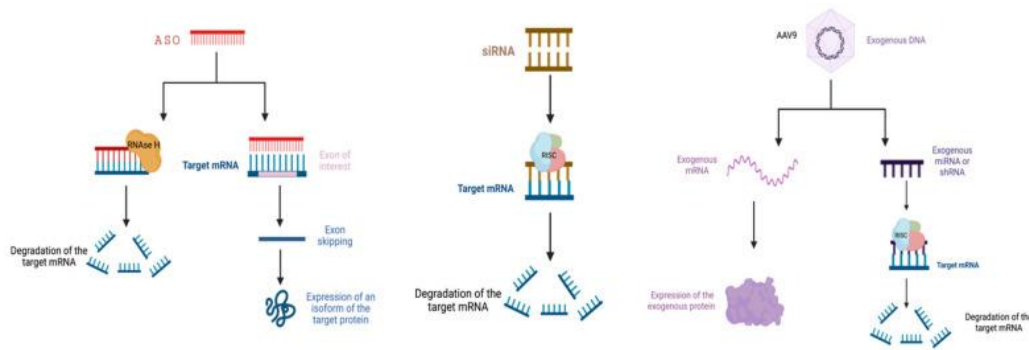 ASO
RNAse H
Target mRNA
Exon of
interest
Degradation of the
target mRNA
Exon
skipping
Expression of an
isoform of the
target protein
siRNA
RISC
Target mRNA
Degradation of the
target mRNA
AAV9
Exogenous DNA
Exogenous
mRNA
Exogenous
miRNA or
shRNA
RISC
Target mRNA
Expression of the
exogenous protein
Degradation of the
target mRNA